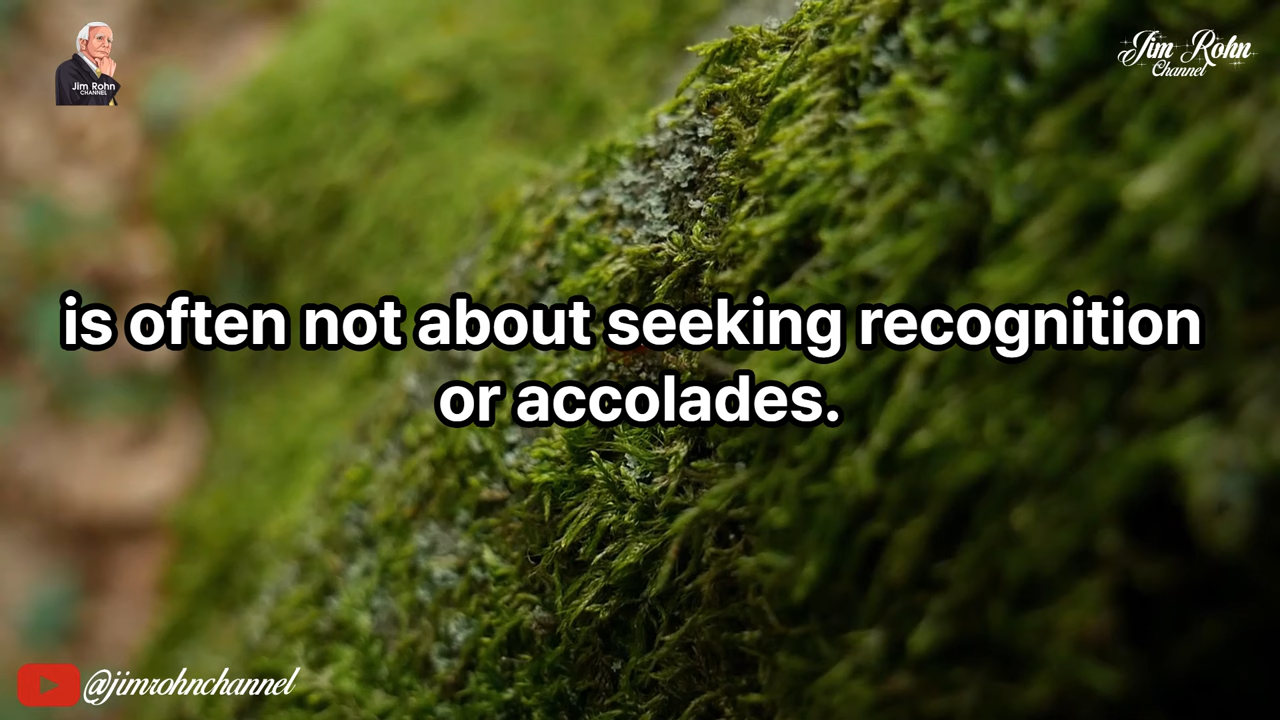 Jim Rohn
CHANNEL
Jim Rohn
Channel
is often not about seeking recognition
or accolades.
@jimrohnchannel